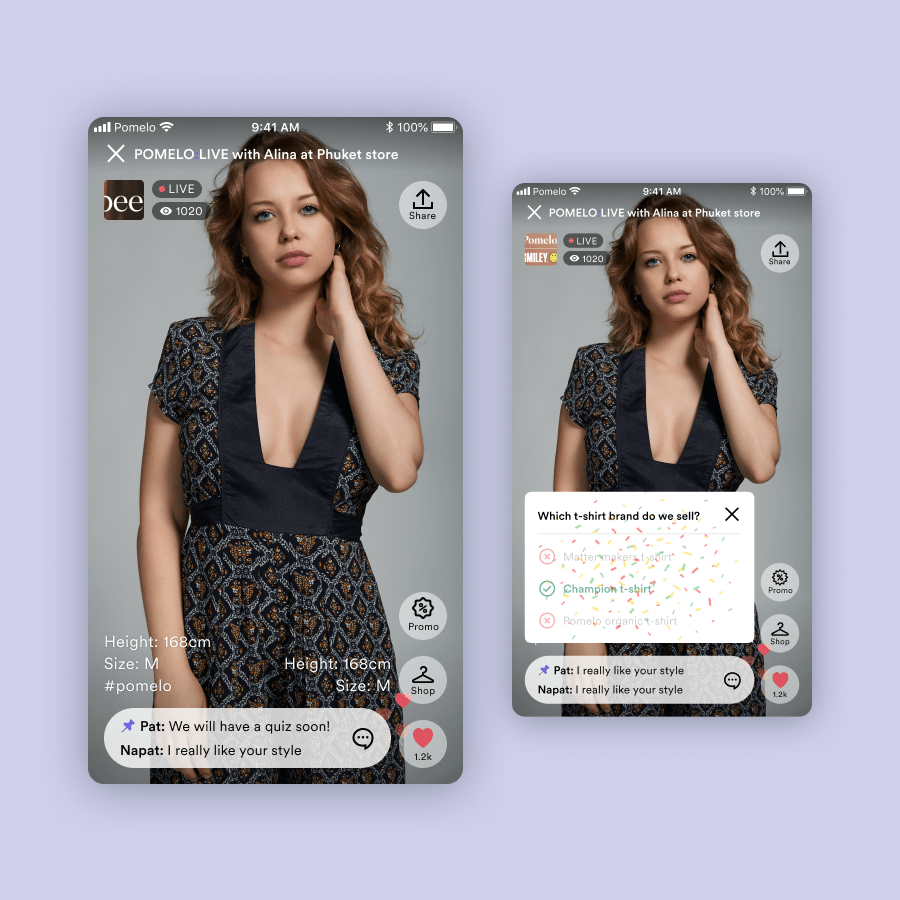 Pomelo 9:41 AM 100%
POMELO LIVE with Alina at Phuket store
bee
LIVE
1020
Share
Promo
Height: 168cm
Size: M
#pomelo
Height: 168cm
Size: M
Shop
Pat: We will have a quiz soon!
Napat: I really like your style
1.2k
Pomelo 9:41 AM 100%
POMELO LIVE with Alina at Phuket store
Pomelo
SMILEY
LIVE
1020
Share
Which t-shirt brand do we sell?
Matter makers t-shirt
Champion t-shirt
Pomelo organic t-shirt
Promo
Shop
Pat: I really like your style
Napat: I really like your style
1.2k